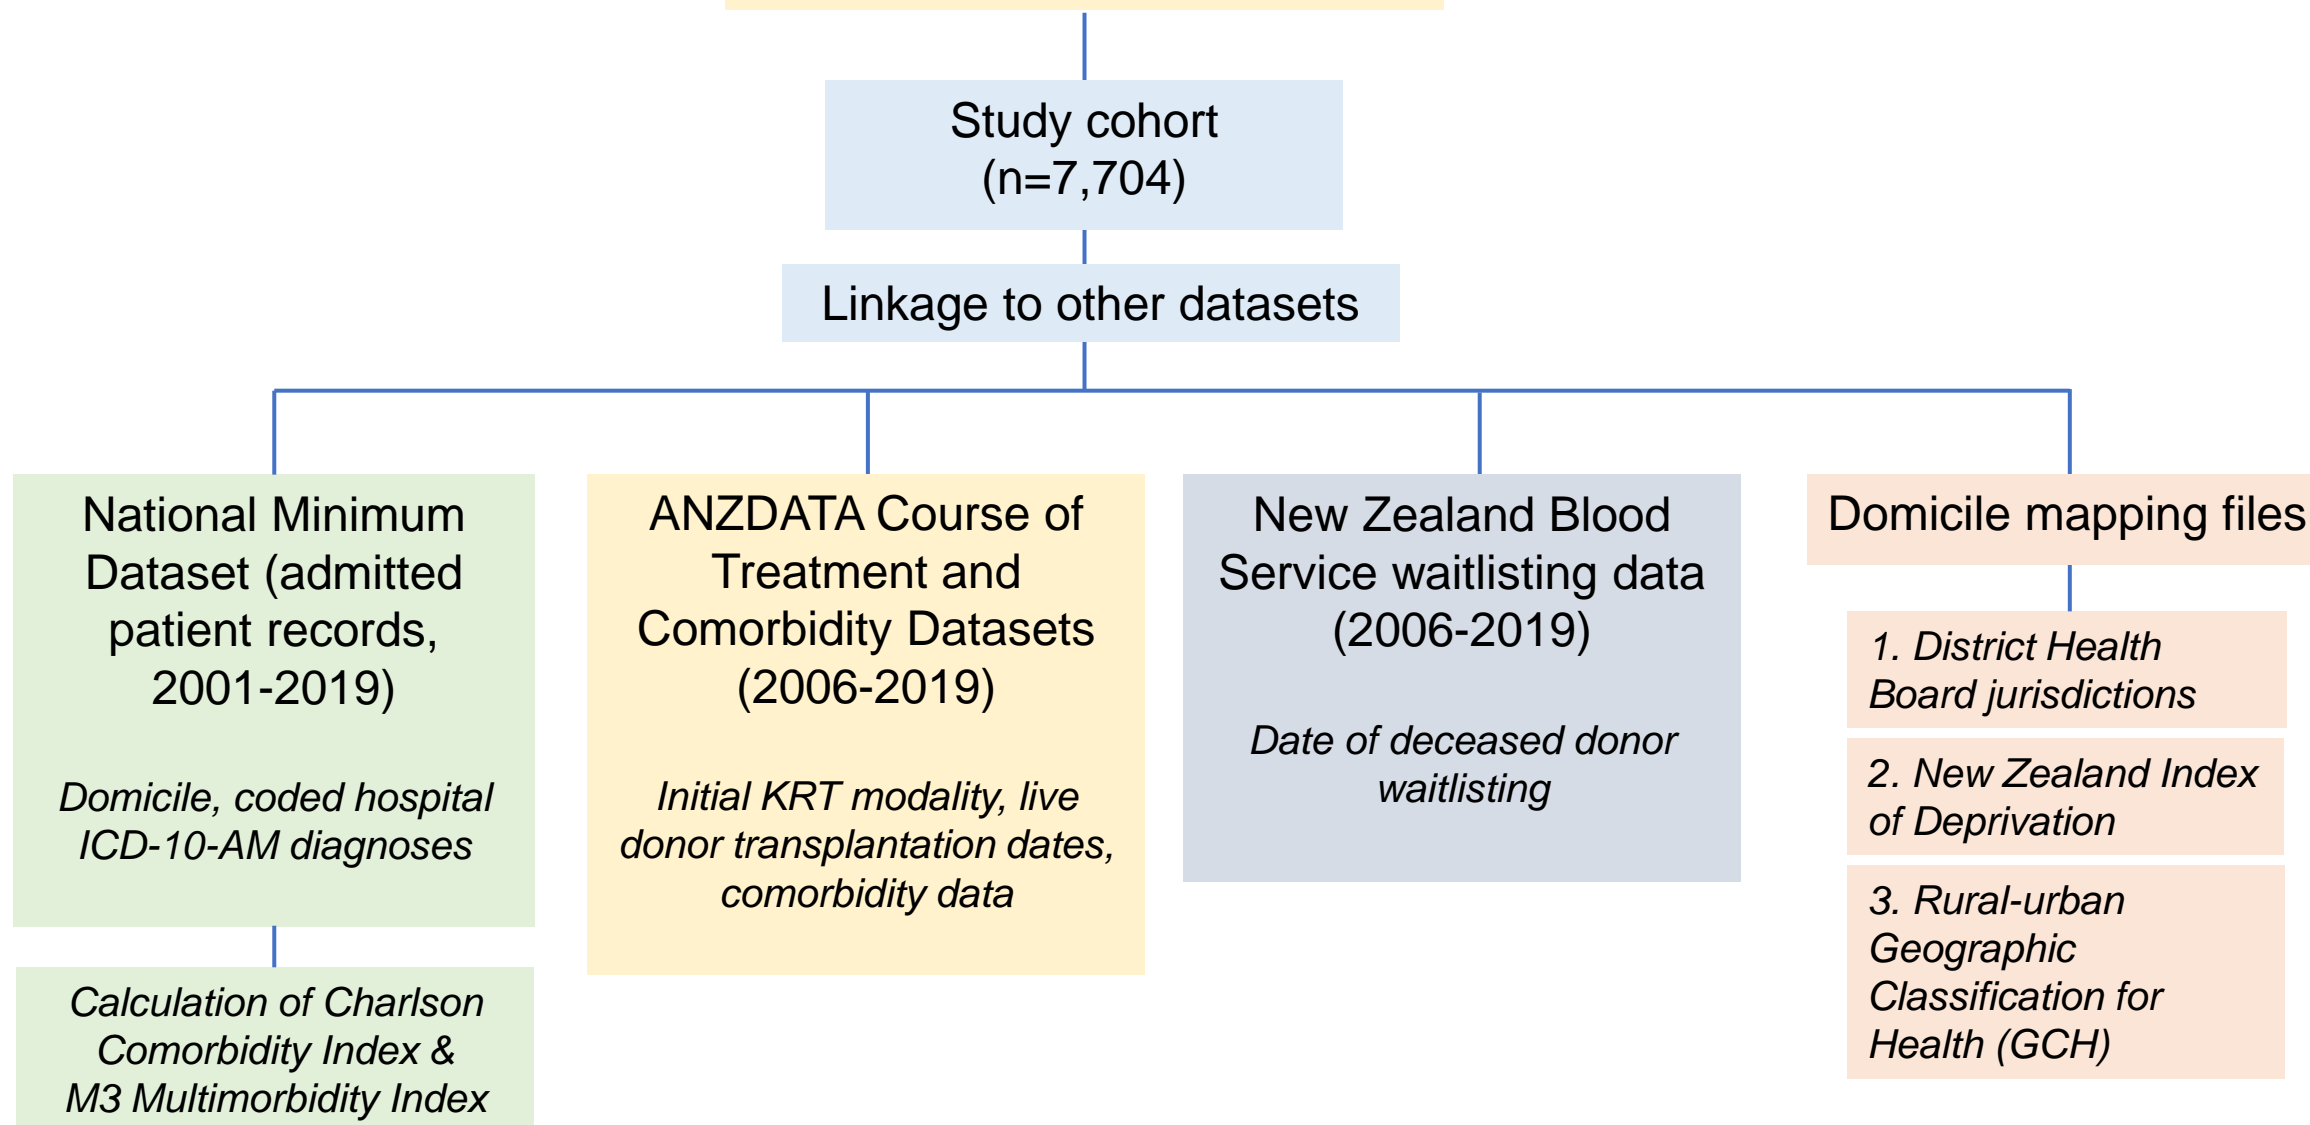 Study cohort
(n=7,704)
Linkage to other datasets
National Minimum
Dataset (admitted
patient records,
2001-2019)
Domicile, coded hospital
ICD-10-AM diagnoses
Calculation of Charlson
Comorbidity Index &
M3 Multimorbidity Index
ANZDATA Course of
Treatment and
Comorbidity Datasets
(2006-2019)
Initial KRT modality, live
donor transplantation dates,
comorbidity data
New Zealand Blood
Service waitlisting data
(2006-2019)
Date of deceased donor
waitlisting
Domicile mapping files
1. District Health
Board jurisdictions
2. New Zealand Index
of Deprivation
3. Rural-urban
Geographic
Classification for
Health (GCH)